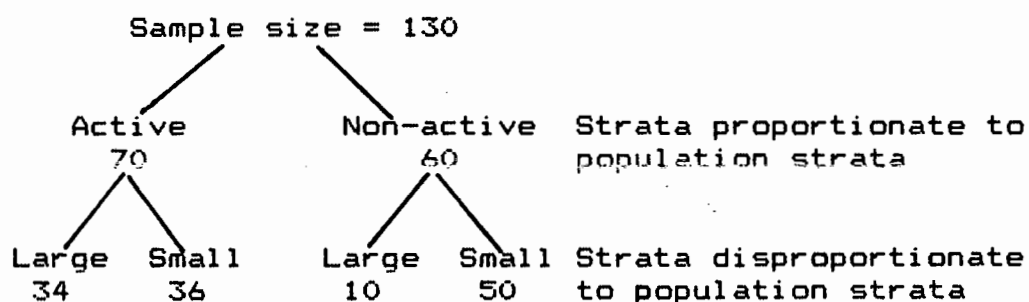 Sample size = 130
Active Non-active Strata proportionate to
70 60 population strata
Large Small Large Small Strata disproportionate
34 36 10 50 to population strata